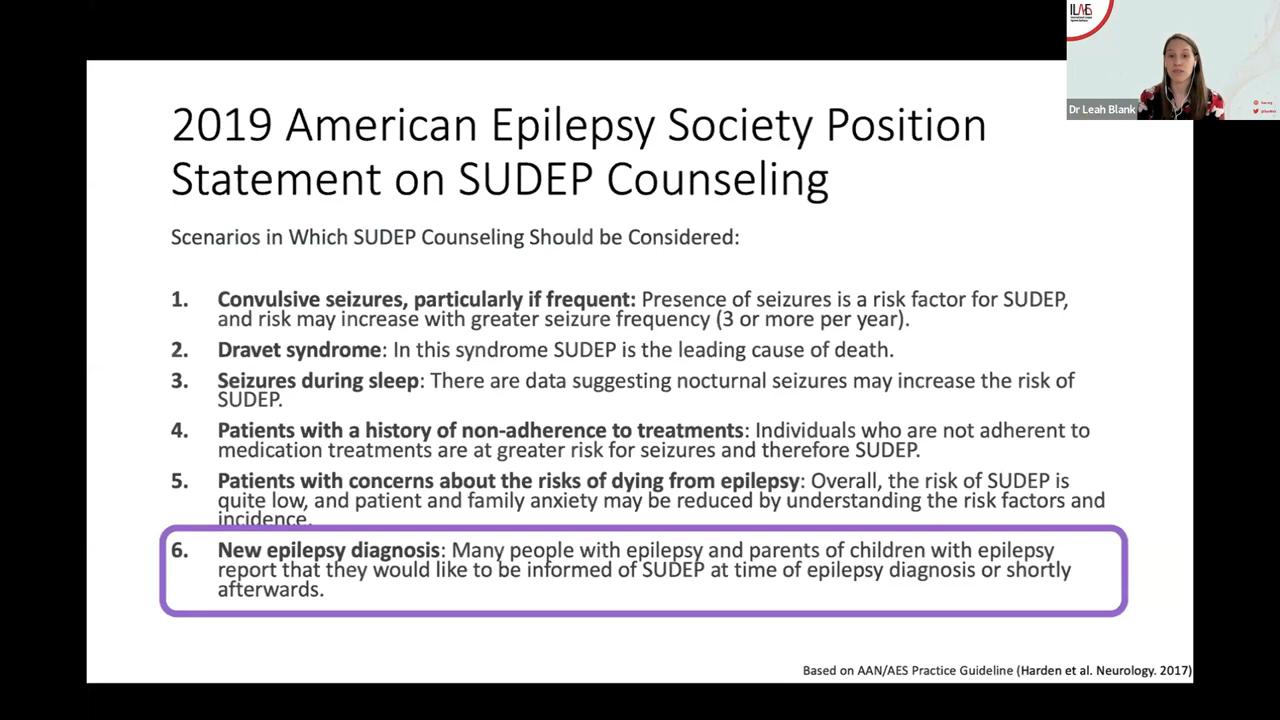 ILAE
Dr Leah Blank
2019 American Epilepsy Society Position
Statement on SUDEP Counseling
Scenarios in Which SUDEP Counseling Should be Considered:
1. Convulsive seizures, particularly if frequent: Presence of seizures is a risk factor for SUDEP,
and risk may increase with greater seizure frequency (3 or more per year).
2. Dravet syndrome: In this syndrome SUDEP is the leading cause of death.
3. Seizures during sleep: There are data suggesting nocturnal seizures may increase the risk of
SUDEP.
4. Patients with a history of non-adherence to treatments: Individuals who are not adherent to
medication treatments are at greater risk for seizures and therefore SUDEP.
5. Patients with concerns about the risks of dying from epilepsy: Overall, the risk of SUDEP is
quite low, and patient and family anxiety may be reduced by understanding the risk factors and
incidence.
6. New epilepsy diagnosis: Many people with epilepsy and parents of children with epilepsy
report that they would like to be informed of SUDEP at time of epilepsy diagnosis or shortly
afterwards.
Based on AAN/AES Practice Guideline (Harden et al. Neurology. 2017)